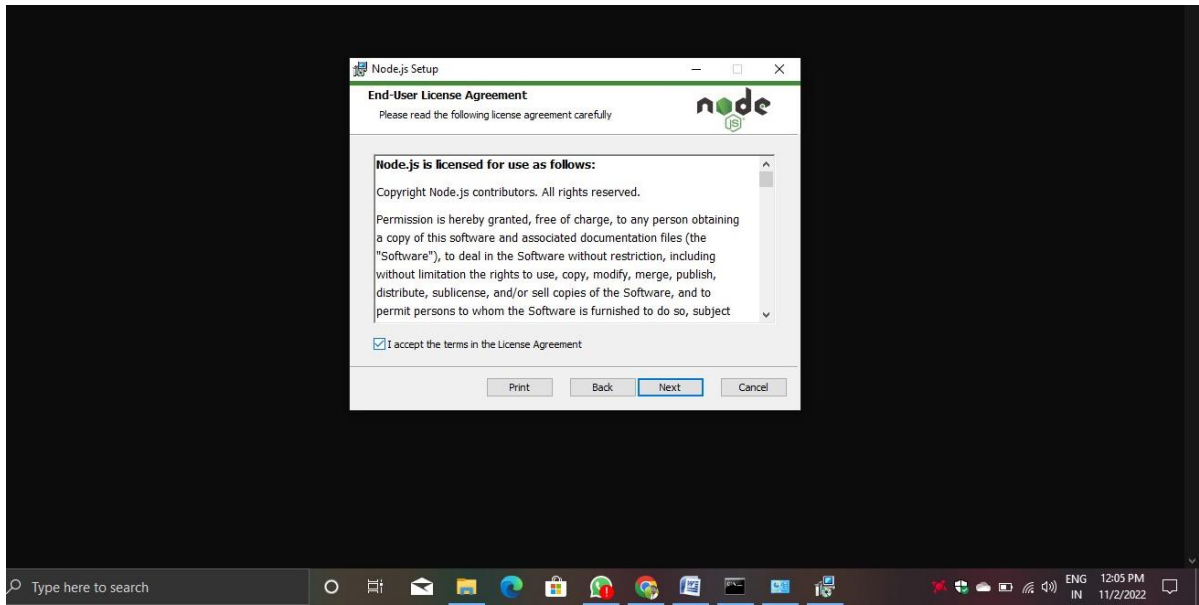 Node.js Setup
End-User License Agreement
Please read the following license agreement carefully
node
JS
Node.js is licensed for use as follows:
Copyright Node.js contributors. All rights reserved.
Permission is hereby granted, free of charge, to any person obtaining
a copy of this software and associated documentation files (the
"Software"), to deal in the Software without restriction, including
without limitation the rights to use, copy, modify, merge, publish,
distribute, sublicense, and/or sell copies of the Software, and to
permit persons to whom the Software is furnished to do so, subject
I accept the terms in the License Agreement
Print Back Next Cancel
Type here to search
ENG 12:05 PM
IN 11/2/2022